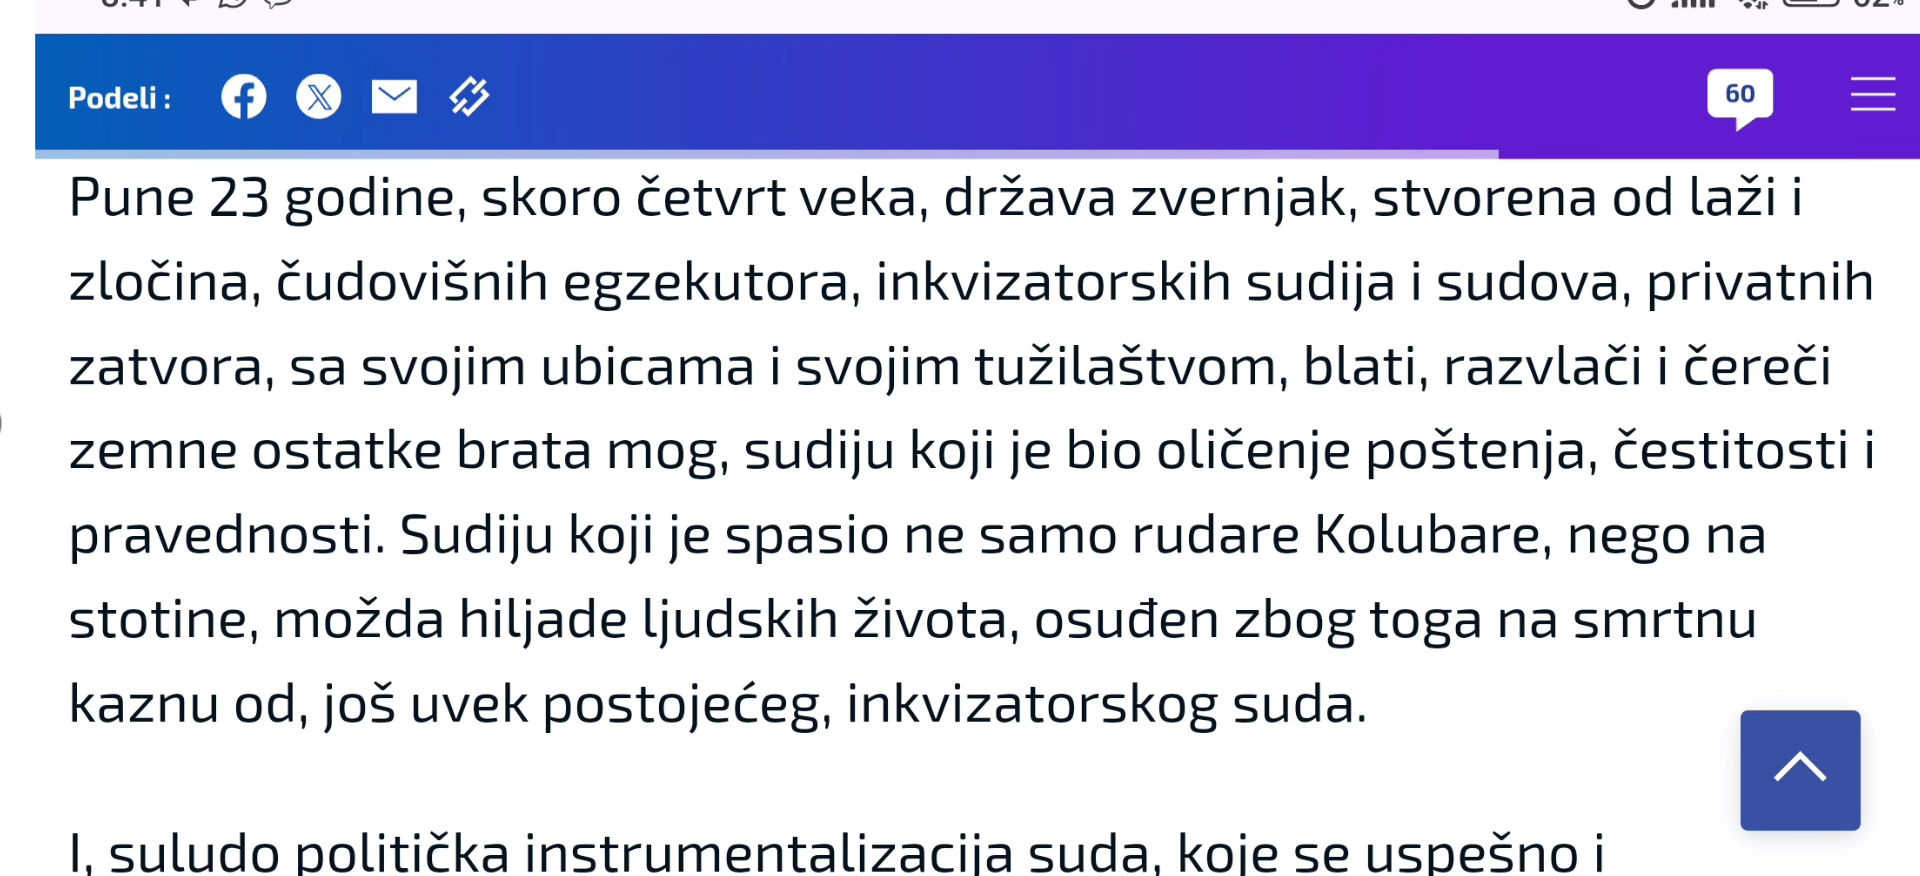 Podeli :
60
Pune 23 godine, skoro četvrt veka, država zvernjak, stvorena od laži i
zločina, čudovišnih egzekutora, inkvizatorskih sudija i sudova, privatnih
zatvora, sa svojim ubicama i svojim tužilaštvom, blati, razvlači i čereči
zemne ostatke brata mog, sudiju koji je bio oličenje poštenja, čestitosti i
pravednosti. Sudiju koji je spasio ne samo rudare Kolubare, nego na
stotine, možda hiljade ljudskih života, osuđen zbog toga na smrtnu
kaznu od, još uvek postojećeg, inkvizatorskog suda.
I, suludo politička instrumentalizacija suda, koje se uspešno i